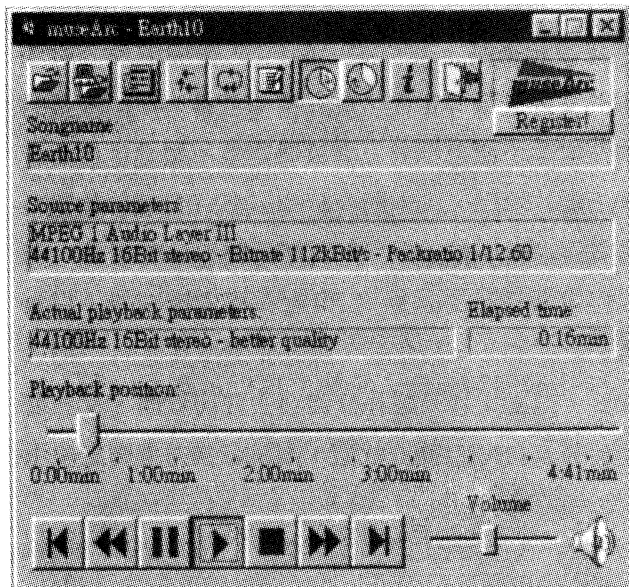 museArc - Earth10
museArc
Register!
Songname
Earth10
Source parameters:
MPEG 1 Audio Layer III
44100Hz 16Bit stereo - Bitrate 112kBit/s - Packratio 1/12.60
Actual playback parameters:
Elapsed time
44100Hz 16Bit stereo - better quality
0:16min
Playback position:
0:00min 1:00min 2:00min 3:00min 4:41min
Volume